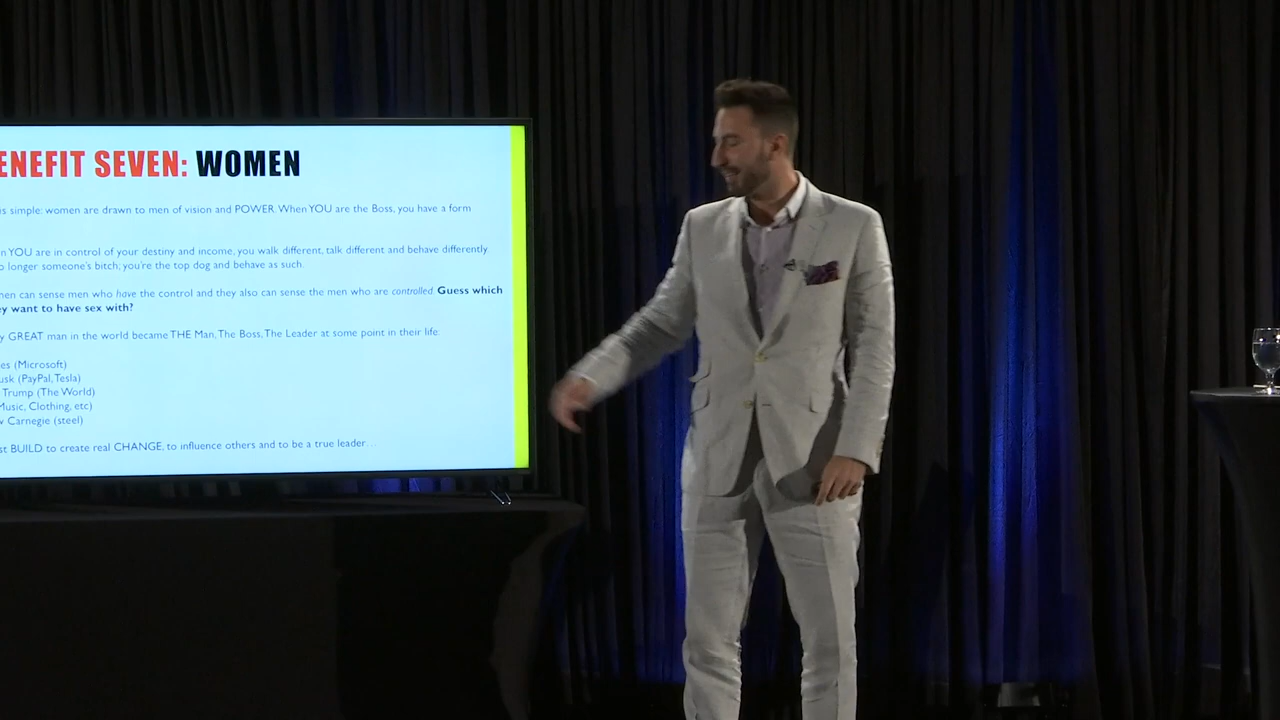 ENEFIT SEVEN: WOMEN
is simple: women are drawn to men of vision and POWER. When YOU are the Boss, you have a form
n YOU are in control of your destiny and income, you walk different, talk different and behave differently.
o longer someone's bitch; you're the top dog and behave as such.
men can sense men who have the control and they also can sense the men who are controlled. Guess which
ey want to have sex with?
y GREAT man in the world became THE Man, The Boss, The Leader at some point in their life:
es (Microsoft)
usk (PayPal, Tesla)
Trump (The World)
Music, Clothing, etc)
w Carnegie (steel)
st BUILD to create real CHANGE, to influence others and to be a true leader…